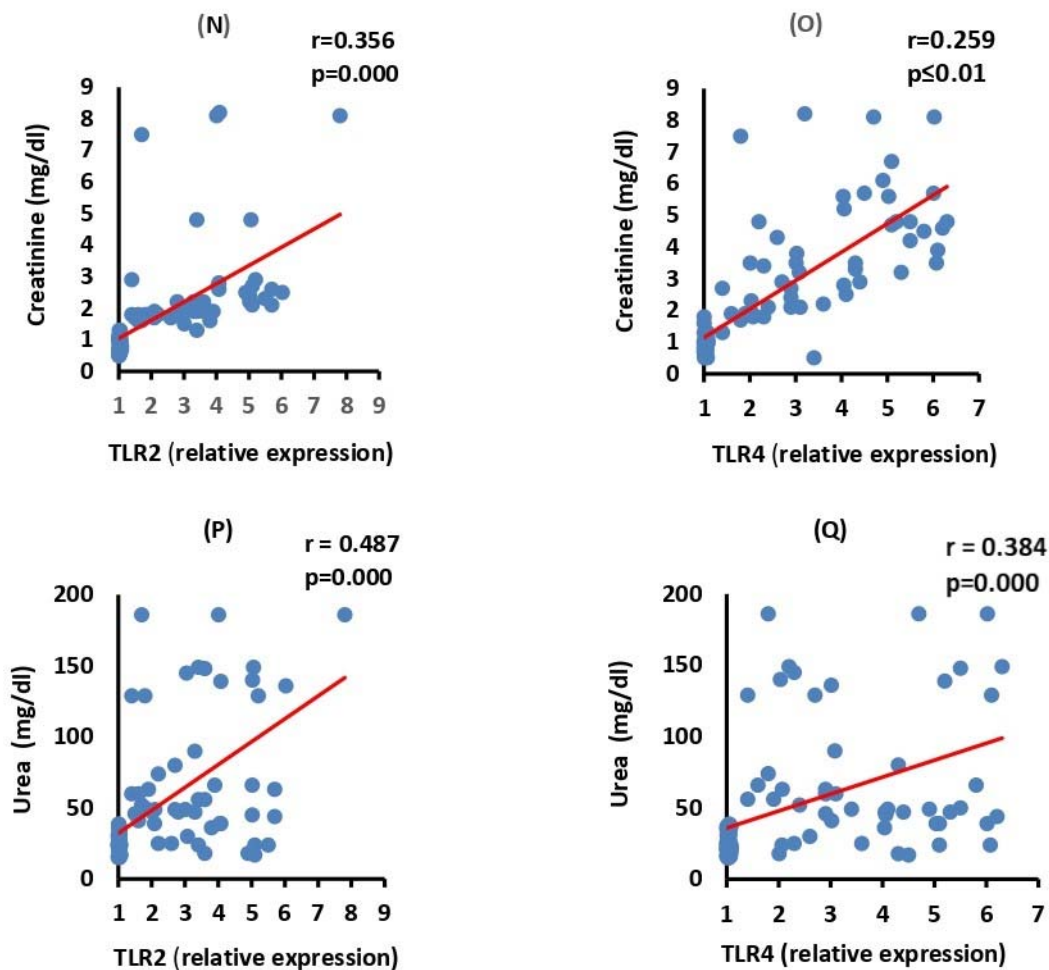 (N)
r=0.356
p=0.000
9
8
7
6
5
4
3
2
1
0
Creatinine (mg/dl)
1 2 3 4 5 6 7 8 9
TLR2 (relative expression)
(O)
r=0.259
p≤0.01
9
8
7
6
5
4
3
2
1
0
Creatinine (mg/dl)
1 2 3 4 5 6 7
TLR4 (relative expression)
(P)
r = 0.487
p=0.000
200
150
100
50
0
Urea (mg/dl)
1 2 3 4 5 6 7 8 9
TLR2 (relative expression)
(Q)
r = 0.384
p=0.000
200
150
100
50
0
Urea (mg/dl)
1 2 3 4 5 6 7
TLR4 (relative expression)